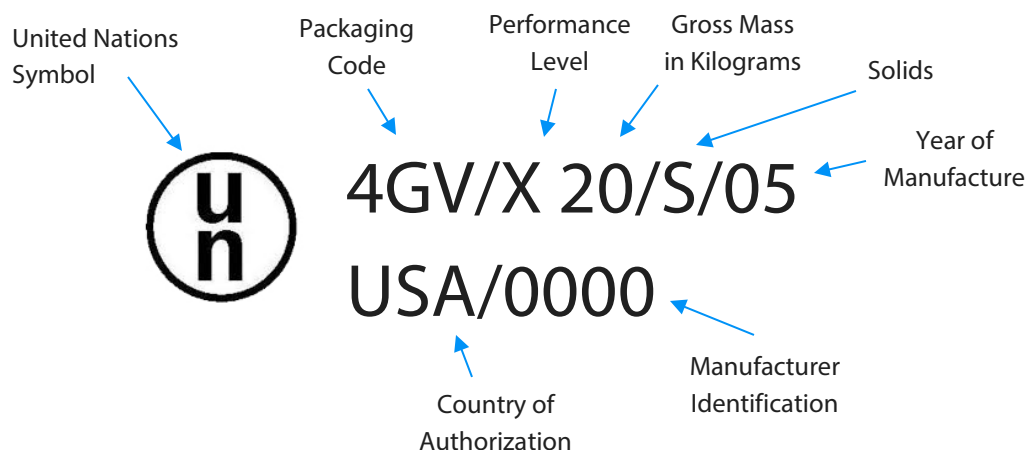 United Nations
Symbol
Packaging
Code
Performance
Level
Gross Mass
in Kilograms
Solids
Year of
Manufacture
un
4GV/X 20/S/05
USA/0000
Country of
Authorization
Manufacturer
Identification